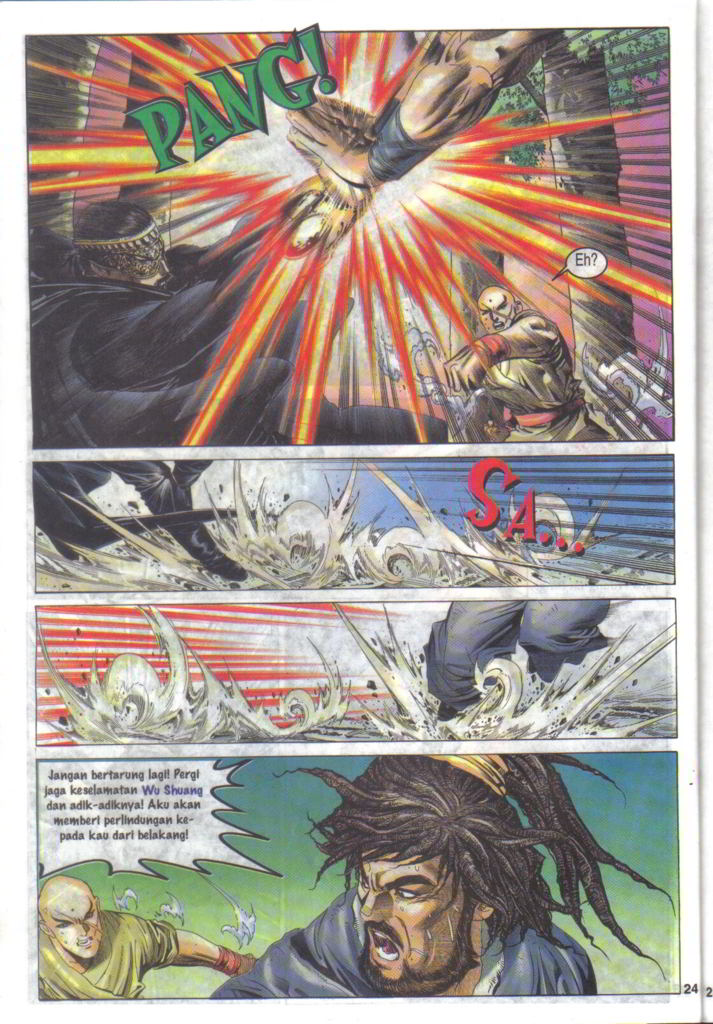 PANG!
Eh?
SA...
Jangan bertarung lagi! Pergi
jaga keselamatan Wu Shuang
dan adik-adiknya! Aku akan
memberi perlindungan ke-
pada kau dari belakang!
24
2